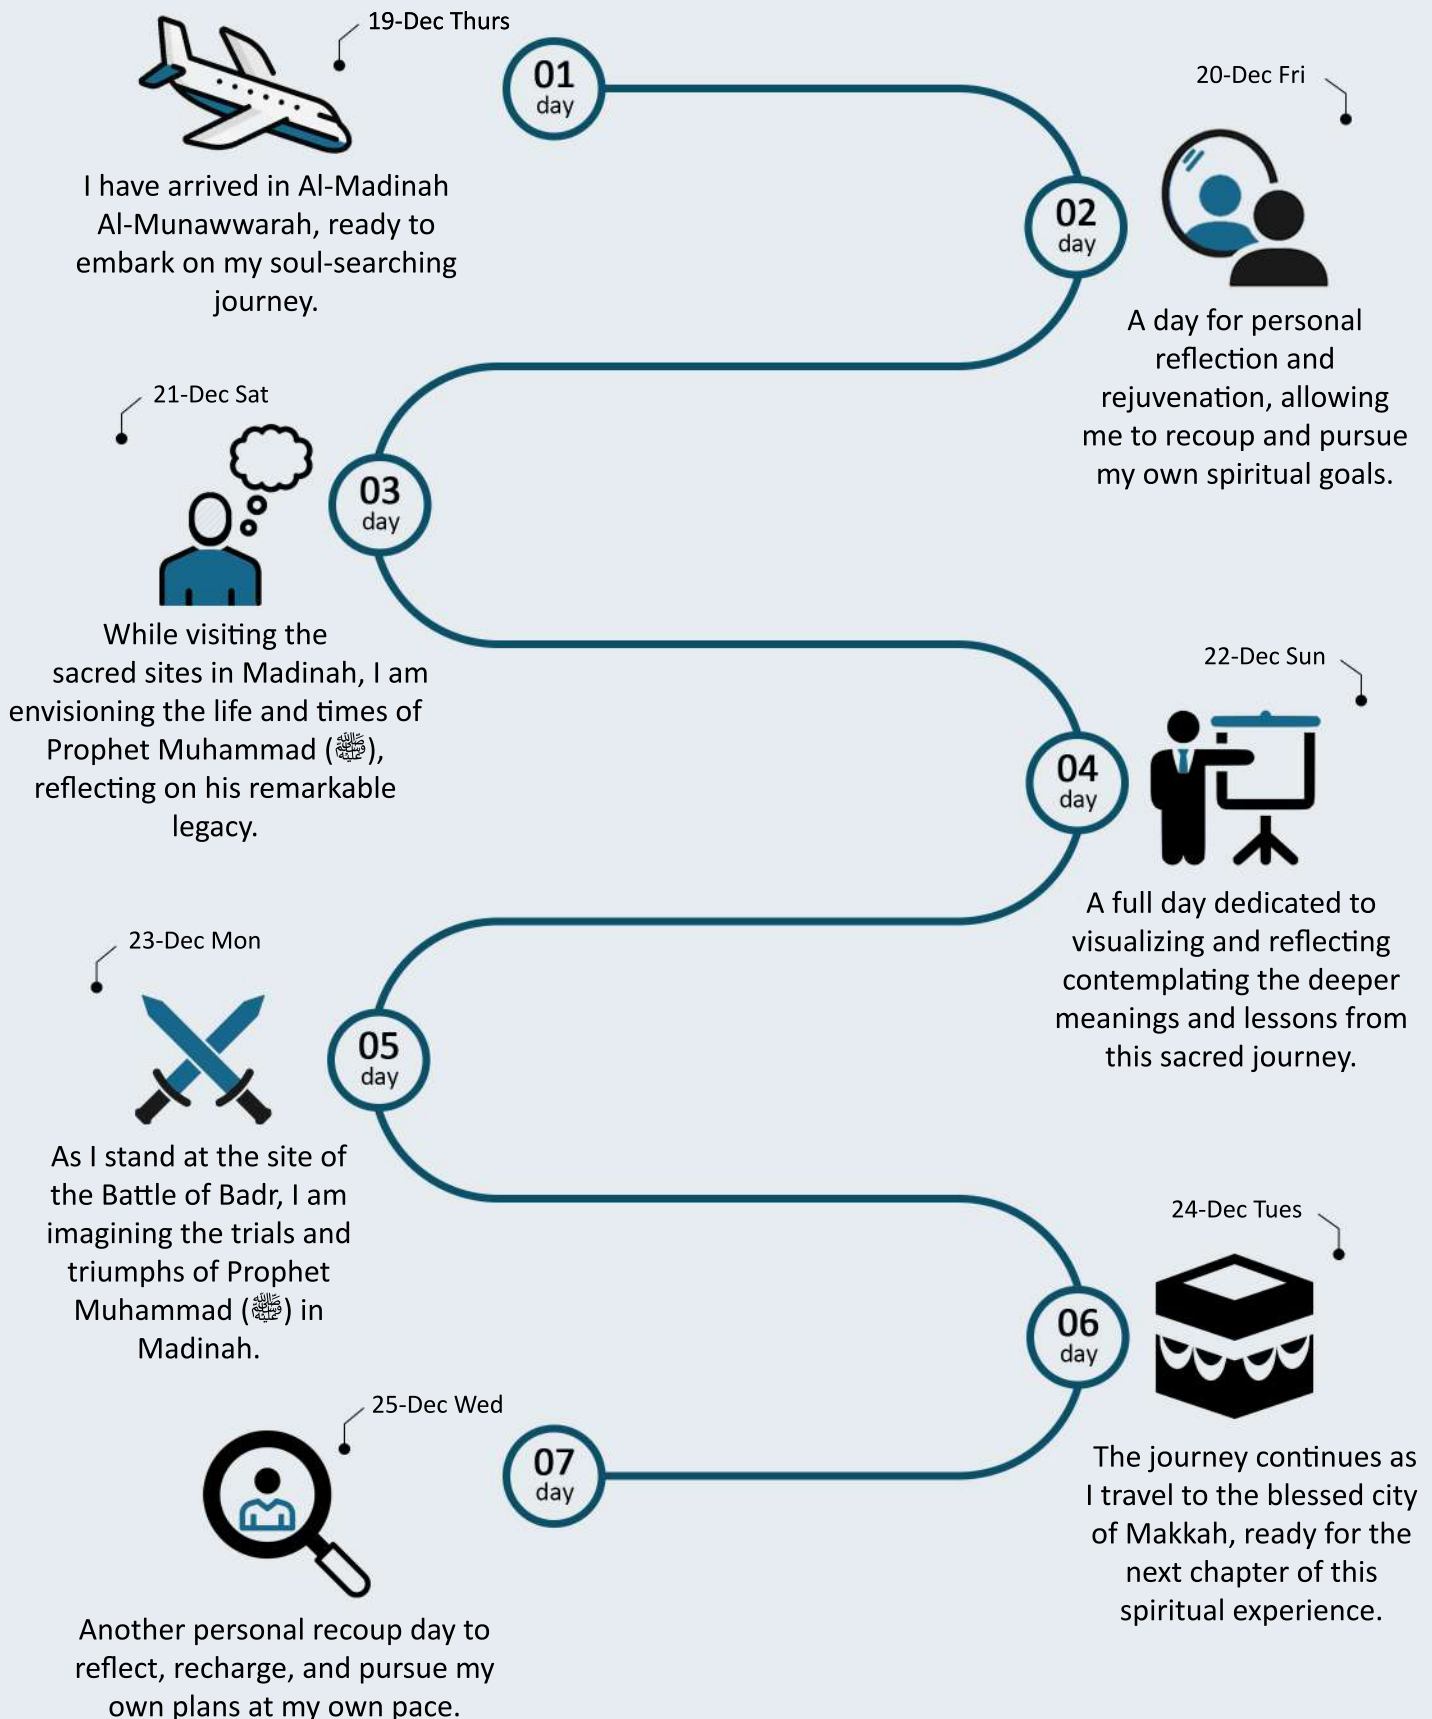 19-Dec Thurs
01
day
I have arrived in Al-Madinah
Al-Munawwarah, ready to
embark on my soul-searching
journey.
20-Dec Fri
02
day
A day for personal
reflection and
rejuvenation, allowing
me to recoup and pursue
my own spiritual goals.
21-Dec Sat
03
day
While visiting the
sacred sites in Madinah, I am
envisioning the life and times of
Prophet Muhammad (ﷺ),
reflecting on his remarkable
legacy.
22-Dec Sun
04
day
A full day dedicated to
visualizing and reflecting
contemplating the deeper
meanings and lessons from
this sacred journey.
23-Dec Mon
05
day
As I stand at the site of
the Battle of Badr, I am
imagining the trials and
triumphs of Prophet
Muhammad (ﷺ) in
Madinah.
24-Dec Tues
06
day
The journey continues as
I travel to the blessed city
of Makkah, ready for the
next chapter of this
spiritual experience.
25-Dec Wed
07
day
Another personal recoup day to
reflect, recharge, and pursue my
own plans at my own pace.